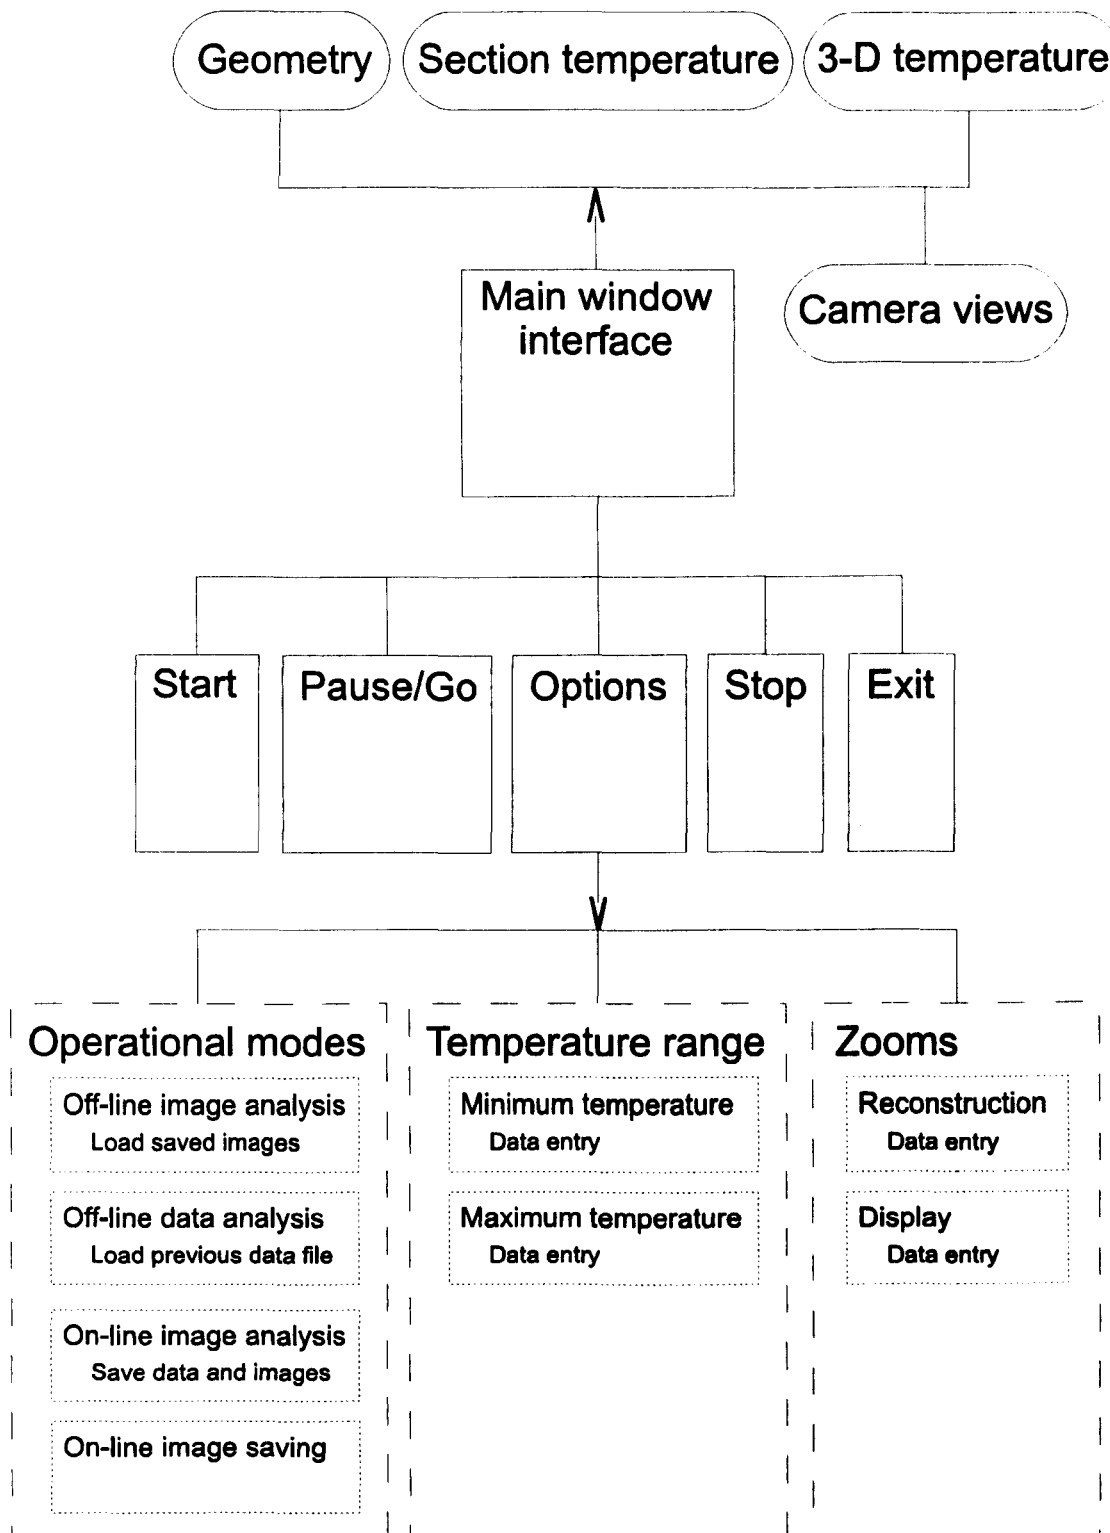 Geometry
Section temperature
3-D temperature
Main window
interface
Camera views
Start
Pause/Go
Options
Stop
Exit
Operational modes
Off-line image analysis
Load saved images
Off-line data analysis
Load previous data file
On-line image analysis
Save data and images
On-line image saving
Temperature range
Minimum temperature
Data entry
Maximum temperature
Data entry
Zooms
Reconstruction
Data entry
Display
Data entry